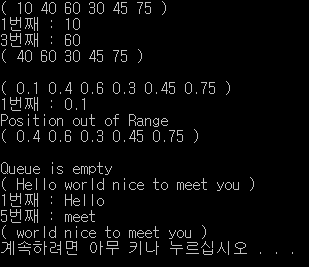 ( 10 40 60 30 45 75 )
1번째 : 10
3번째 : 60
( 40 60 30 45 75 )
( 0.1 0.4 0.6 0.3 0.45 0.75 )
1번째 : 0.1
Position out of Range
( 0.4 0.6 0.3 0.45 0.75 )
Queue is empty
( Hello world nice to meet you )
1번째 : Hello
5번째 : meet
( world nice to meet you )
계속하려면 아무 키나 누르십시오 . . .